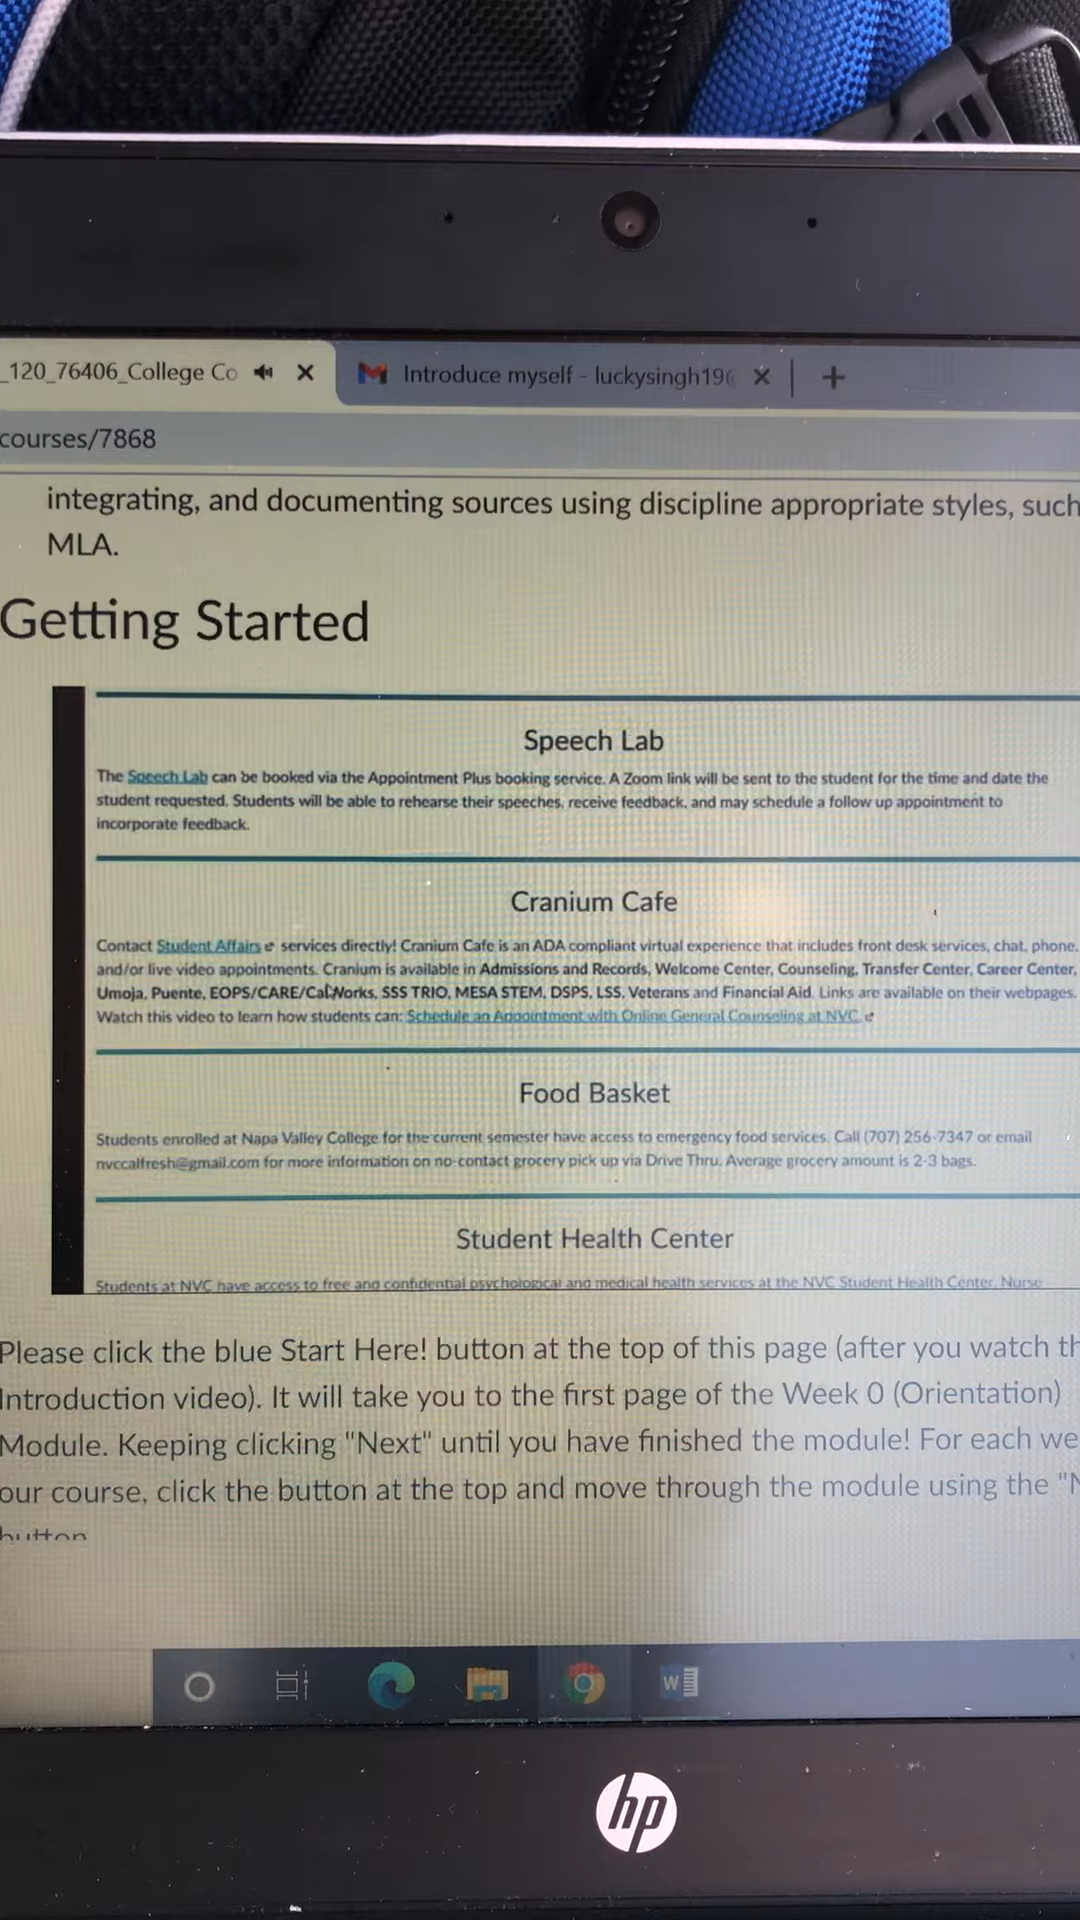 _120_76406_College Co
Introduce myself - luckysingh19
courses/7868
integrating, and documenting sources using discipline appropriate styles, such
MLA.
Getting Started
Speech Lab
The Speech Lab can be booked via the Appointment Plus booking service. A Zoom link will be sent to the student for the time and date the
student requested. Students will be able to rehearse their speeches, receive feedback, and may schedule a follow up appointment to
incorporate feedback.
Cranium Cafe
Contact Student Affairs services directly! Cranium Cafe is an ADA compliant virtual experience that includes front desk services, chat, phone,
and/or live video appointments. Cranium is available in Admissions and Records, Welcome Center, Counseling, Transfer Center, Career Center,
Umoja, Puente, EOPS/CARE/CalWorks, SSS TRIO, MESA STEM, DSPS, LSS, Veterans and Financial Aid. Links are available on their webpages.
Watch this video to learn how students can: Schedule an Appointment with Online General Counseling at NVC
Food Basket
Students enrolled at Napa Valley College for the current semester have access to emergency food services. Call (707) 256-7347 or email
nvccalfresh@gmail.com for more information on no-contact grocery pick up via Drive Thru. Average grocery amount is 2-3 bags.
Student Health Center
Students at NVC have access to free and confidential psychological and medical health services at the NVC Student Health Center. Nurse
Please click the blue Start Here! button at the top of this page (after you watch th
Introduction video). It will take you to the first page of the Week 0 (Orientation)
Module. Keeping clicking "Next" until you have finished the module! For each we
our course, click the button at the top and move through the module using the "N
button
W
hp